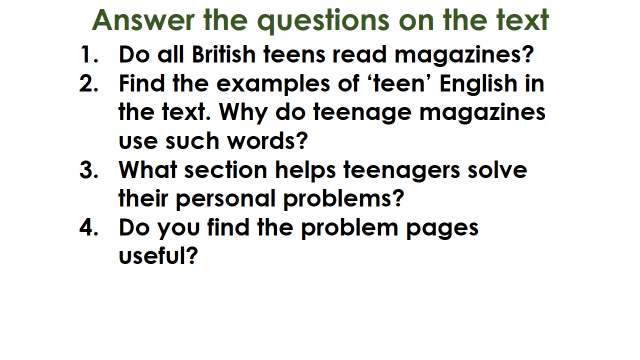 Answer the questions on the text
1. Do all British teens read magazines?
2. Find the examples of ‘teen’ English in
the text. Why do teenage magazines
use such words?
3. What section helps teenagers solve
their personal problems?
4. Do you find the problem pages
useful?